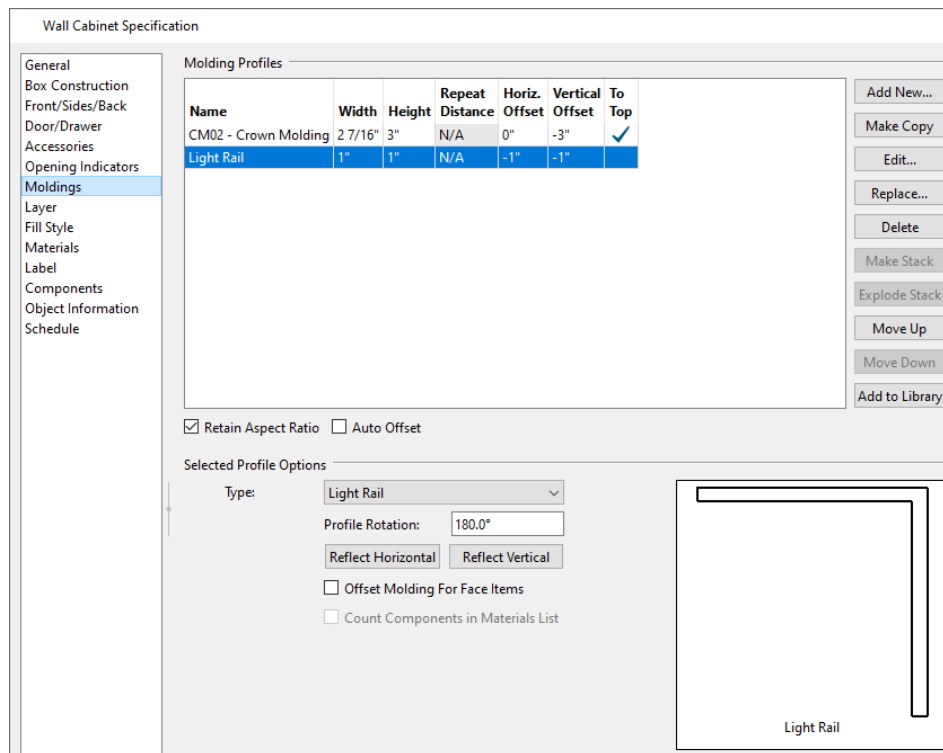 Wall Cabinet Specification
General
Box Construction
Front/Sides/Back
Door/Drawer
Accessories
Opening Indicators
Moldings
Layer
Fill Style
Materials
Label
Components
Object Information
Schedule
Molding Profiles
Name Width Height Repeat Distance Horiz. Offset Vertical Offset To Top
CM02 - Crown Molding 2 7/16" 3" N/A 0" -3"
Light Rail 1" 1" N/A -1" -1"
Add New...
Make Copy
Edit...
Replace...
Delete
Make Stack
Explode Stack
Move Up
Move Down
Add to Library
Retain Aspect Ratio Auto Offset
Selected Profile Options
Type: Light Rail
Profile Rotation: 180.0°
Reflect Horizontal Reflect Vertical
Offset Molding For Face Items
Count Components in Materials List
Light Rail